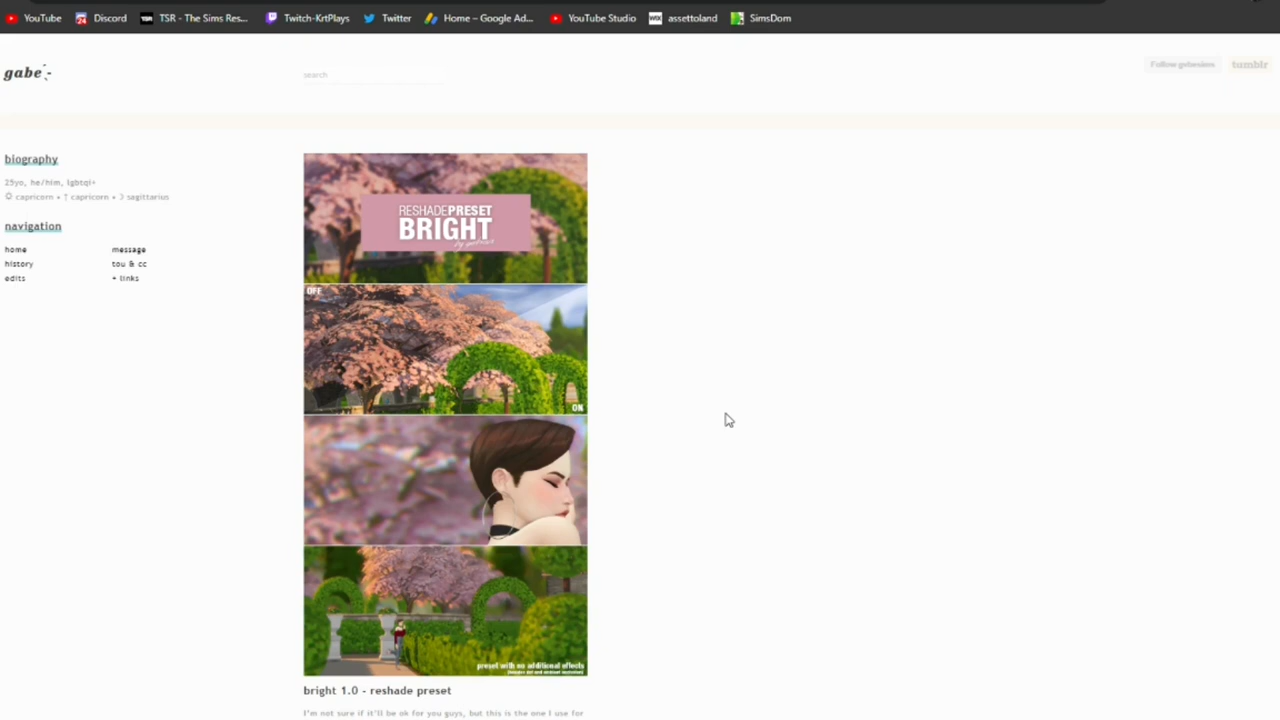 YouTube
Discord
TSR - The Sims Res...
Twitch-KrtPlays
Twitter
Home – Google Ad...
YouTube Studio
WIX
assettoland
SimsDom
gabe
search
tumblr
biography
25yo, he/him, lgbtqi+
capricorn • ↑ capricorn • ☽ sagittarius
navigation
home
message
history
tou & cc
edits
+ links
RESHADEPRESET
BRIGHT
OFF
ON
preset with no additional effects
bright 1.0 - reshade preset
I'm not sure if it'll be ok for you guys, but this is the one I use for